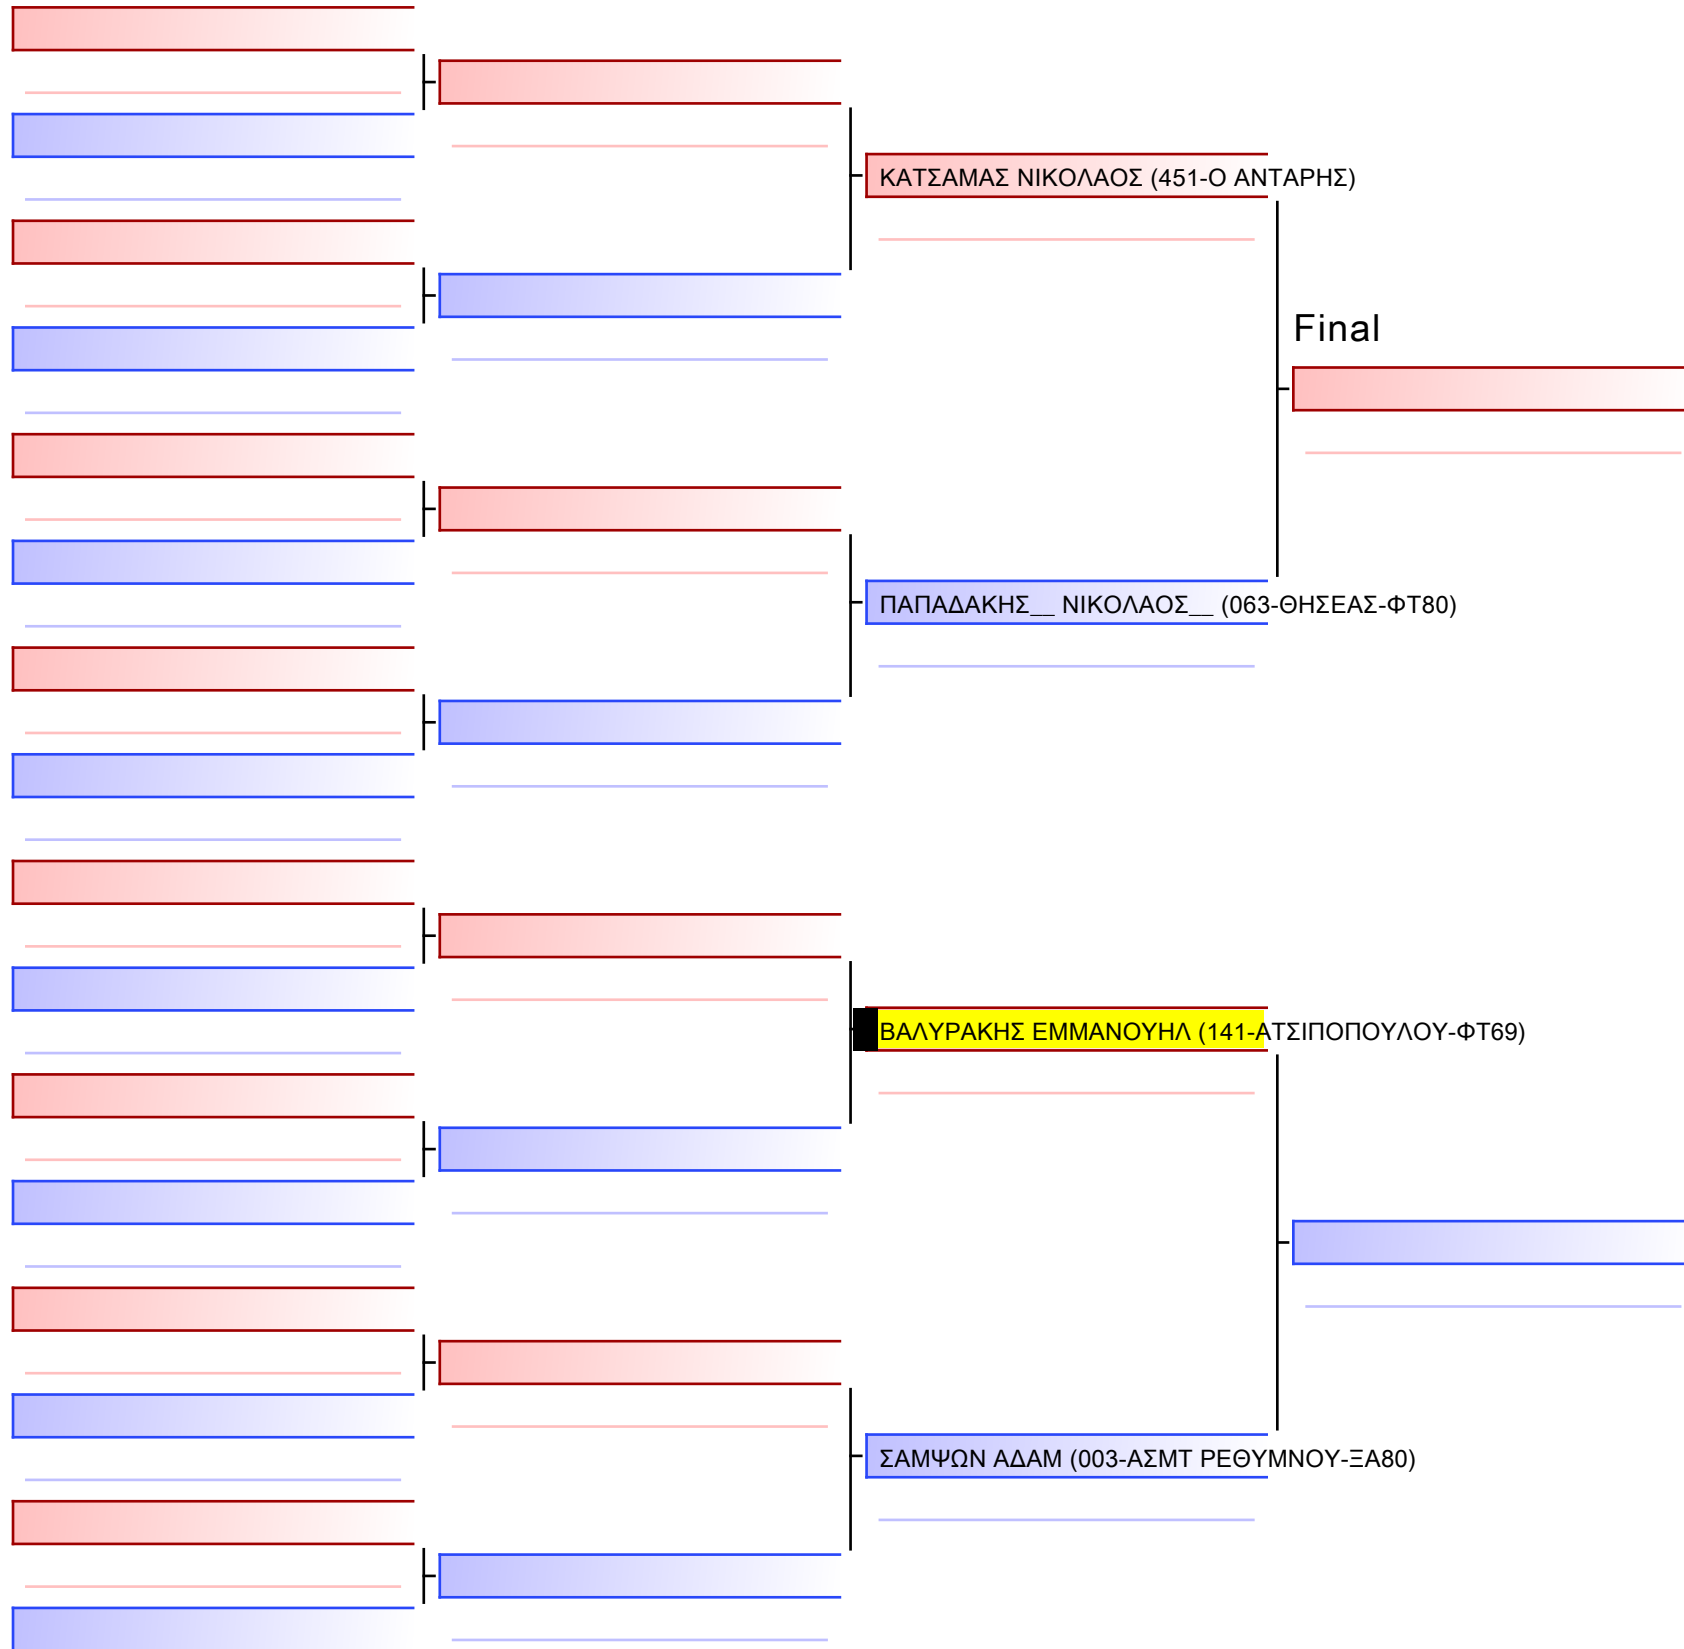 ΚΑΤΣΑΜΑΣ ΝΙΚΟΛΑΟΣ (451-Ο ΑΝΤΑΡΗΣ)
Final
ΠΑΠΑΔΑΚΗΣ__ ΝΙΚΟΛΑΟΣ__ (063-ΘΗΣΕΑΣ-ΦΤ80)
ΒΑΛΥΡΑΚΗΣ ΕΜΜΑΝΟΥΗΛ (141-ΑΤΣΙΠΟΠΟΥΛΟΥ-ΦΤ69)
ΣΑΜΨΩΝ ΑΔΑΜ (003-ΑΣΜΤ ΡΕΘΥΜΝΟΥ-ΞΑ80)